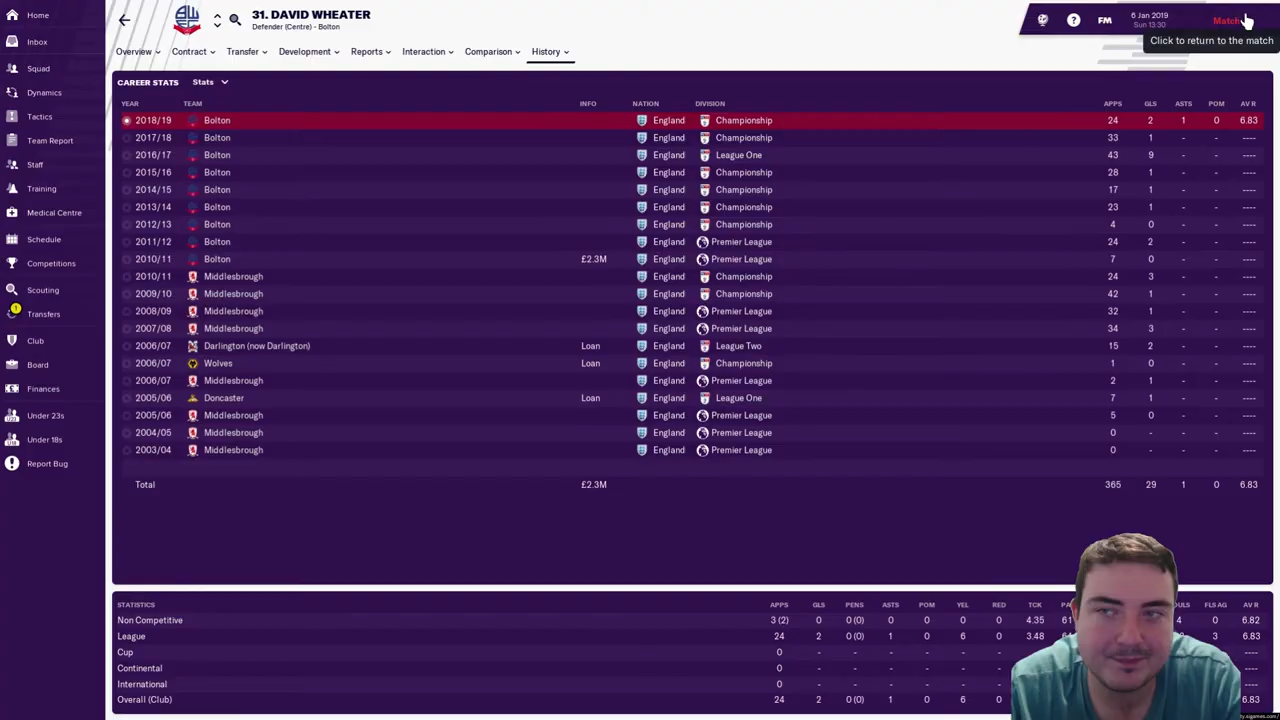 Home
Inbox
Squad
Dynamics
Tactics
Team Report
Staff
Training
Medical Centre
Schedule
Competitions
Scouting
1
Transfers
Club
Board
Finances
Under 23s
Under 18s
Report Bug
31. DAVID WHEATER
Defender (Centre) - Bolton
FM
6 Jan 2019
Sun 13:30
Match
Click to return to the match
Overview Contract Transfer Development Reports Interaction Comparison History
CAREER STATS Stats
YEAR TEAM INFO NATION DIVISION APPS GLS ASTS POM AV R
2018/19 Bolton England Championship 24 2 1 0 6.83
2017/18 Bolton England Championship 33 1 - - ----
2016/17 Bolton England League One 43 9 - - ----
2015/16 Bolton England Championship 28 1 - - ----
2014/15 Bolton England Championship 17 1 - - ----
2013/14 Bolton England Championship 23 1 - - ----
2012/13 Bolton England Championship 4 0 - - ----
2011/12 Bolton England Premier League 24 2 - - ----
2010/11 Bolton £2.3M England Premier League 7 0 - - ----
2010/11 Middlesbrough England Championship 24 3 - - ----
2009/10 Middlesbrough England Championship 42 1 - - ----
2008/09 Middlesbrough England Premier League 32 1 - - ----
2007/08 Middlesbrough England Premier League 34 3 - - ----
2006/07 Darlington (now Darlington) Loan England League Two 15 2 - - ----
2006/07 Wolves Loan England Championship 1 0 - - ----
2006/07 Middlesbrough England Premier League 2 1 - - ----
2005/06 Doncaster Loan England League One 7 1 - - ----
2005/06 Middlesbrough England Premier League 5 0 - - ----
2004/05 Middlesbrough England Premier League 0 - - - ----
2003/04 Middlesbrough England Premier League 0 - - - ----
Total £2.3M 365 29 1 0 6.83
STATISTICS APPS GLS PENS ASTS POM YEL RED TCK FLS AG AV R
Non Competitive 3 (2) 0 0 (0) 0 0 0 0 4.35 4 0 6.82
League 24 2 0 (0) 1 0 6 0 3.48 3 6.83
Cup 0 - - - - - - - ----
Continental 0 - - - - - - - ----
International 0 - - - - - - - ----
Overall (Club) 24 2 0 (0) 1 0 6 0 6.83